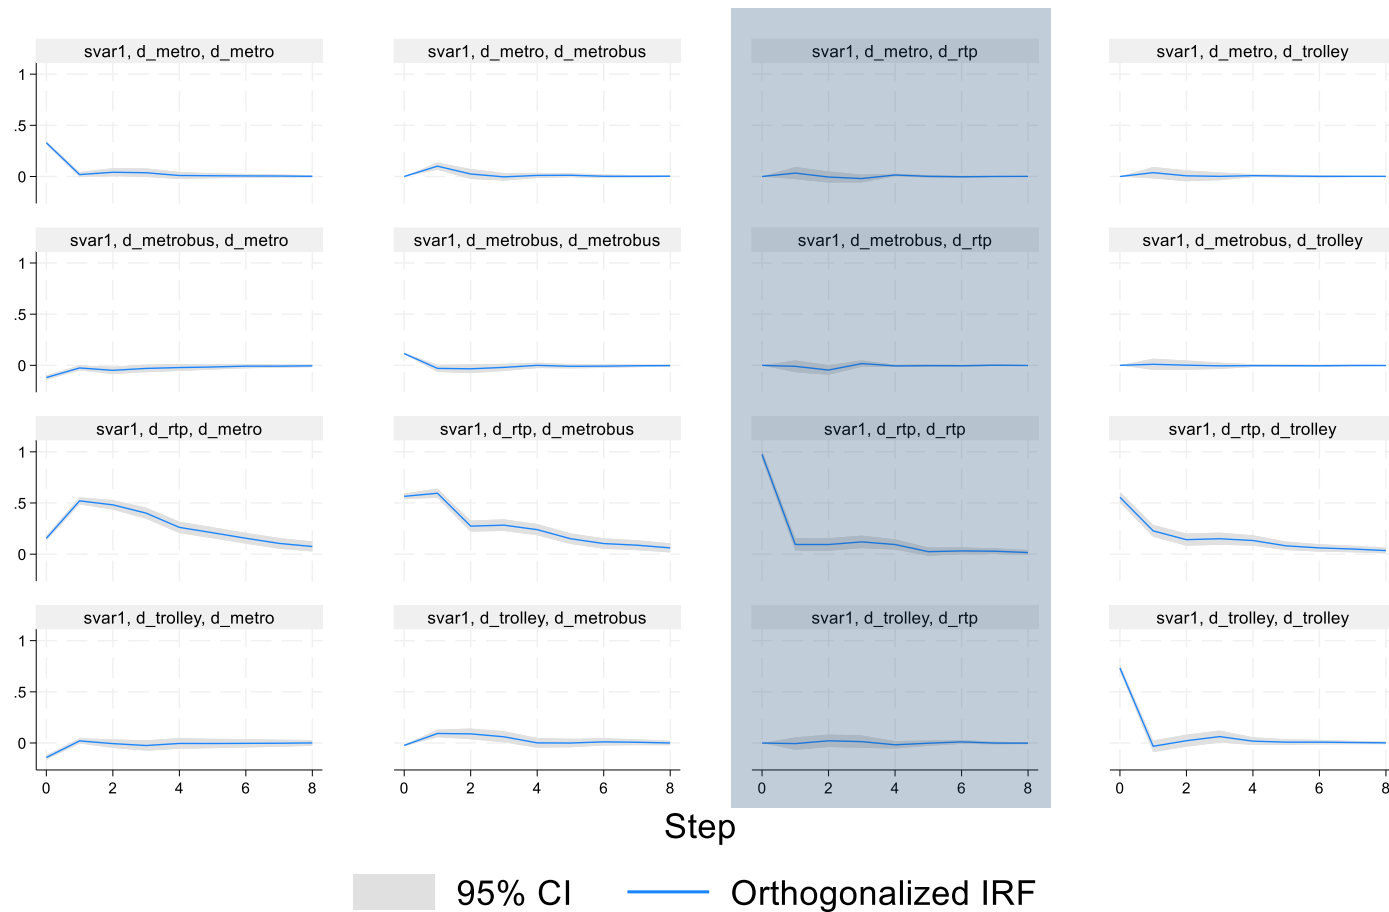 svar1, d_metro, d_metro
svar1, d_metro, d_metrobus
svar1, d_metro, d_rtp
svar1, d_metro, d_trolley
1
.5
0
svar1, d_metrobus, d_metro
svar1, d_metrobus, d_metrobus
svar1, d_metrobus, d_rtp
svar1, d_metrobus, d_trolley
1
.5
0
svar1, d_rtp, d_metro
svar1, d_rtp, d_metrobus
svar1, d_rtp, d_rtp
svar1, d_rtp, d_trolley
1
.5
0
svar1, d_trolley, d_metro
svar1, d_trolley, d_metrobus
svar1, d_trolley, d_rtp
svar1, d_trolley, d_trolley
1
.5
0
0 2 4 6 8
0 2 4 6 8
0 2 4 6 8
0 2 4 6 8
Step
95% CI
Orthogonalized IRF